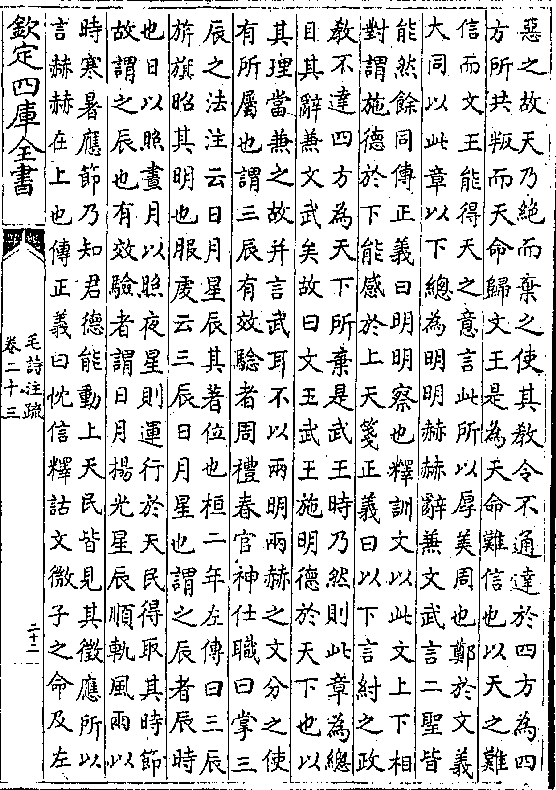 惡之故天乃絶而棄之使其教令不通達於四方為四
方所共叛而天命歸文王是為天命難信也以天之難
信而文王能得天之意言此所以厚美周也鄭於文義
大同以此章以下總為明明赫赫辭兼文武言二聖皆
能然餘同傳正義曰明明察也釋訓文以此文上下相
對謂施德於下能感於上天箋正義曰以下言紂之政
教不達四方為天下所棄是武王時乃然則此章為總
目其辭兼文武矣故曰文王武王施明德於天下也以
其理當兼之故并言武耳不以兩明兩赫之文分之使
有所屬也謂三辰有效驗者周禮春官神仕職曰掌三
辰之法注云日月星辰其著位也桓二年左傳曰三辰
旂旗昭其明也服虔云三辰日月星也謂之辰者辰時
也日以照晝月以照夜星則運行於天民得取其時節
故謂之辰也有效驗者謂日月揚光星辰順軌風雨以
時寒暑應節乃知君德能動上天民皆見其徵應所以
言赫赫在上也傳正義曰忱信釋詁文微子之命及左
欽定四庫全書
毛詩注疏
卷二十三
二十二